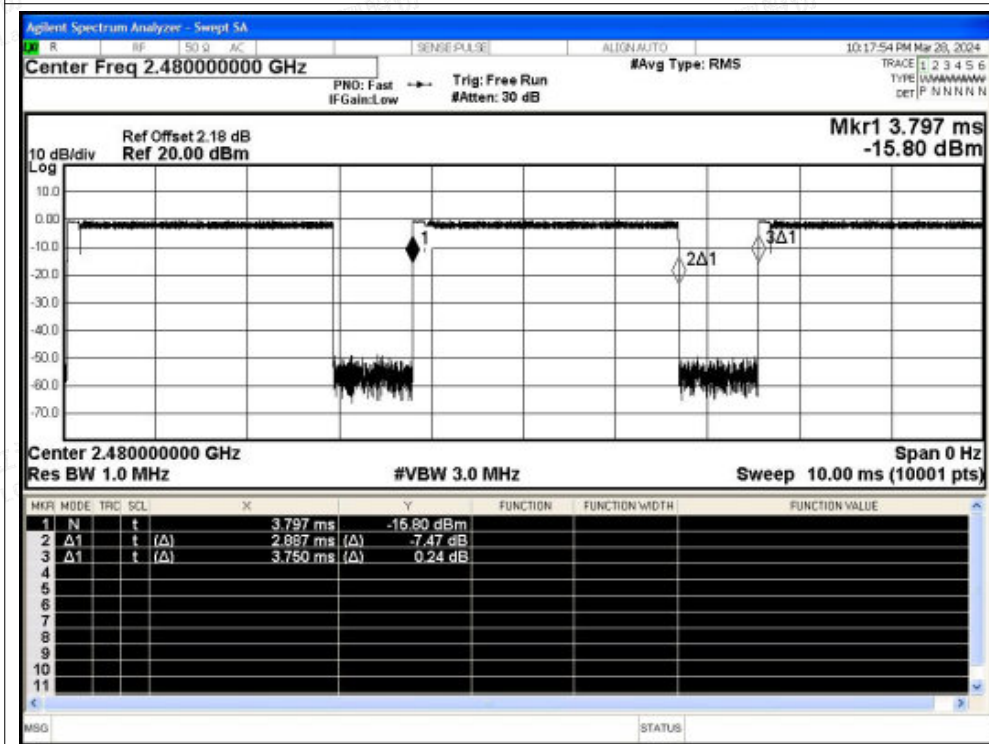 Agilent Spectrum Analyzer - Swept SA
R RF 50 Ω AC SENSE:PULSE ALIGN AUTO 10:17:54 PM Mar 28, 2024
Center Freq 2.480000000 GHz #Avg Type: RMS TRACE 1 2 3 4 5 6
PNO: Fast Trig: Free Run TYPE
IFGain:Low #Atten: 30 dB DET P N N N N N
Mkr1 3.797 ms
Ref Offset 2.18 dB
10 dB/div Ref 20.00 dBm -15.80 dBm
Log
10.0
0.00
-10.0
-20.0
-30.0
-40.0
-50.0
-60.0
-70.0
1
2Δ1
3Δ1
Center 2.480000000 GHz Span 0 Hz
Res BW 1.0 MHz #VBW 3.0 MHz Sweep 10.00 ms (10001 pts)
MKR MODE TRC SCL X Y FUNCTION FUNCTION WIDTH FUNCTION VALUE
1 N t 3.797 ms -15.80 dBm
2 Δ1 t (Δ) 2.887 ms (Δ) -7.47 dB
3 Δ1 t (Δ) 3.750 ms (Δ) 0.24 dB
4
5
6
7
8
9
10
11
MSG STATUS